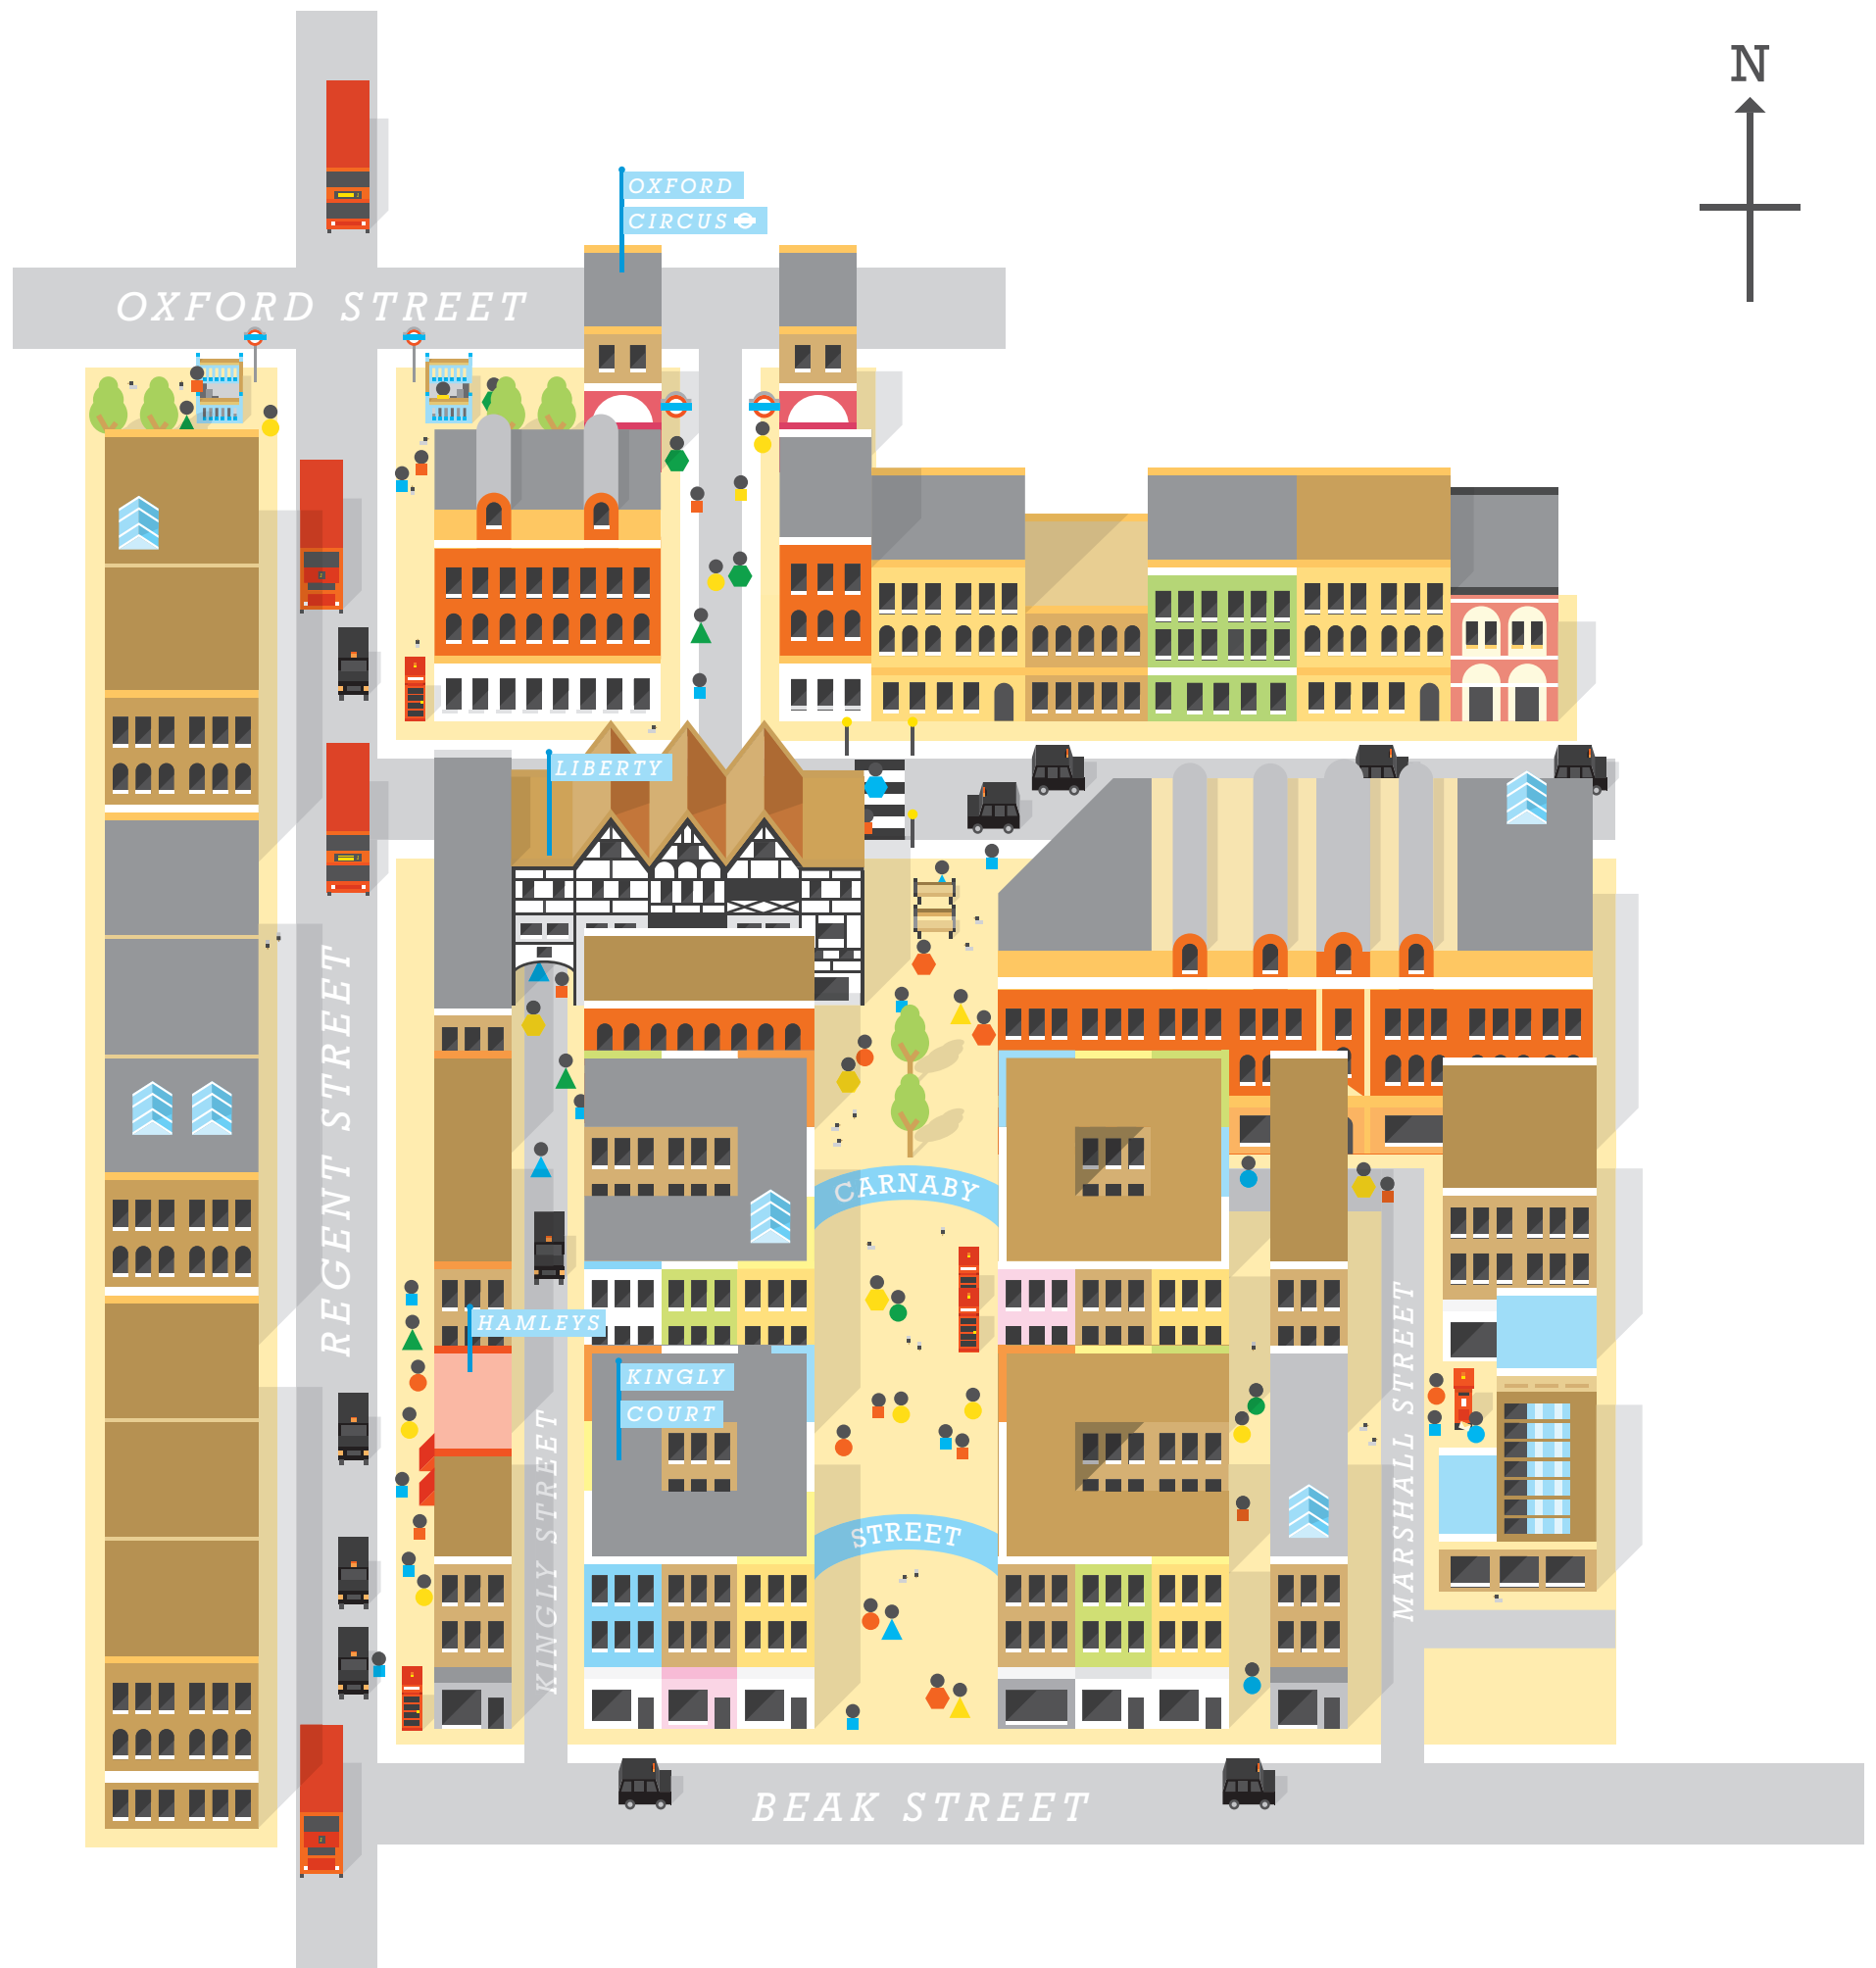 N
OXFORD
CIRCUS
OXFORD STREET
LIBERTY
REGENT STREET
CARNABY
HAMLEYS
KINGLY
COURT
KINGLY STREET
MARSHALL STREET
STREET
BEAK STREET